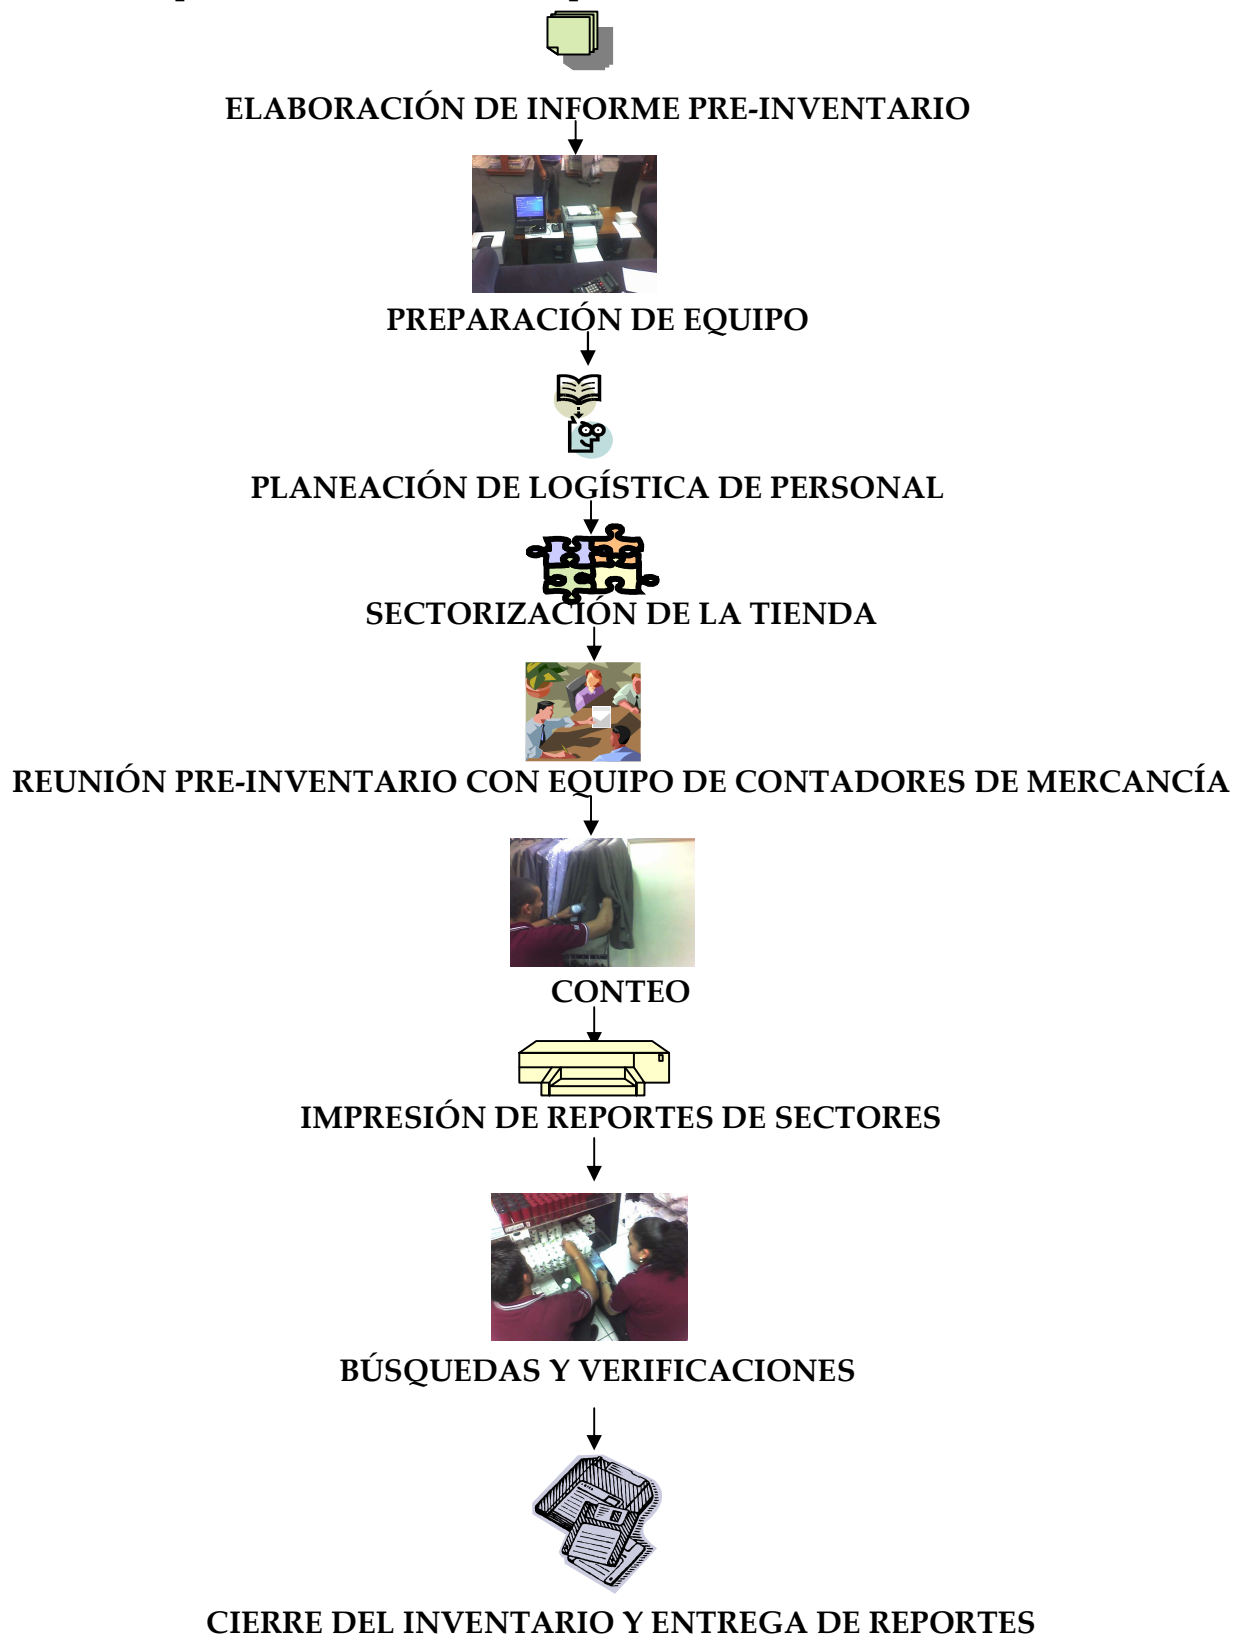 ELABORACIÓN DE INFORME PRE-INVENTARIO
PREPARACIÓN DE EQUIPO
PLANEACIÓN DE LOGÍSTICA DE PERSONAL
SECTORIZACIÓN DE LA TIENDA
REUNIÓN PRE-INVENTARIO CON EQUIPO DE CONTADORES DE MERCANCÍA
CONTEO
IMPRESIÓN DE REPORTES DE SECTORES
BÚSQUEDAS Y VERIFICACIONES
CIERRE DEL INVENTARIO Y ENTREGA DE REPORTES